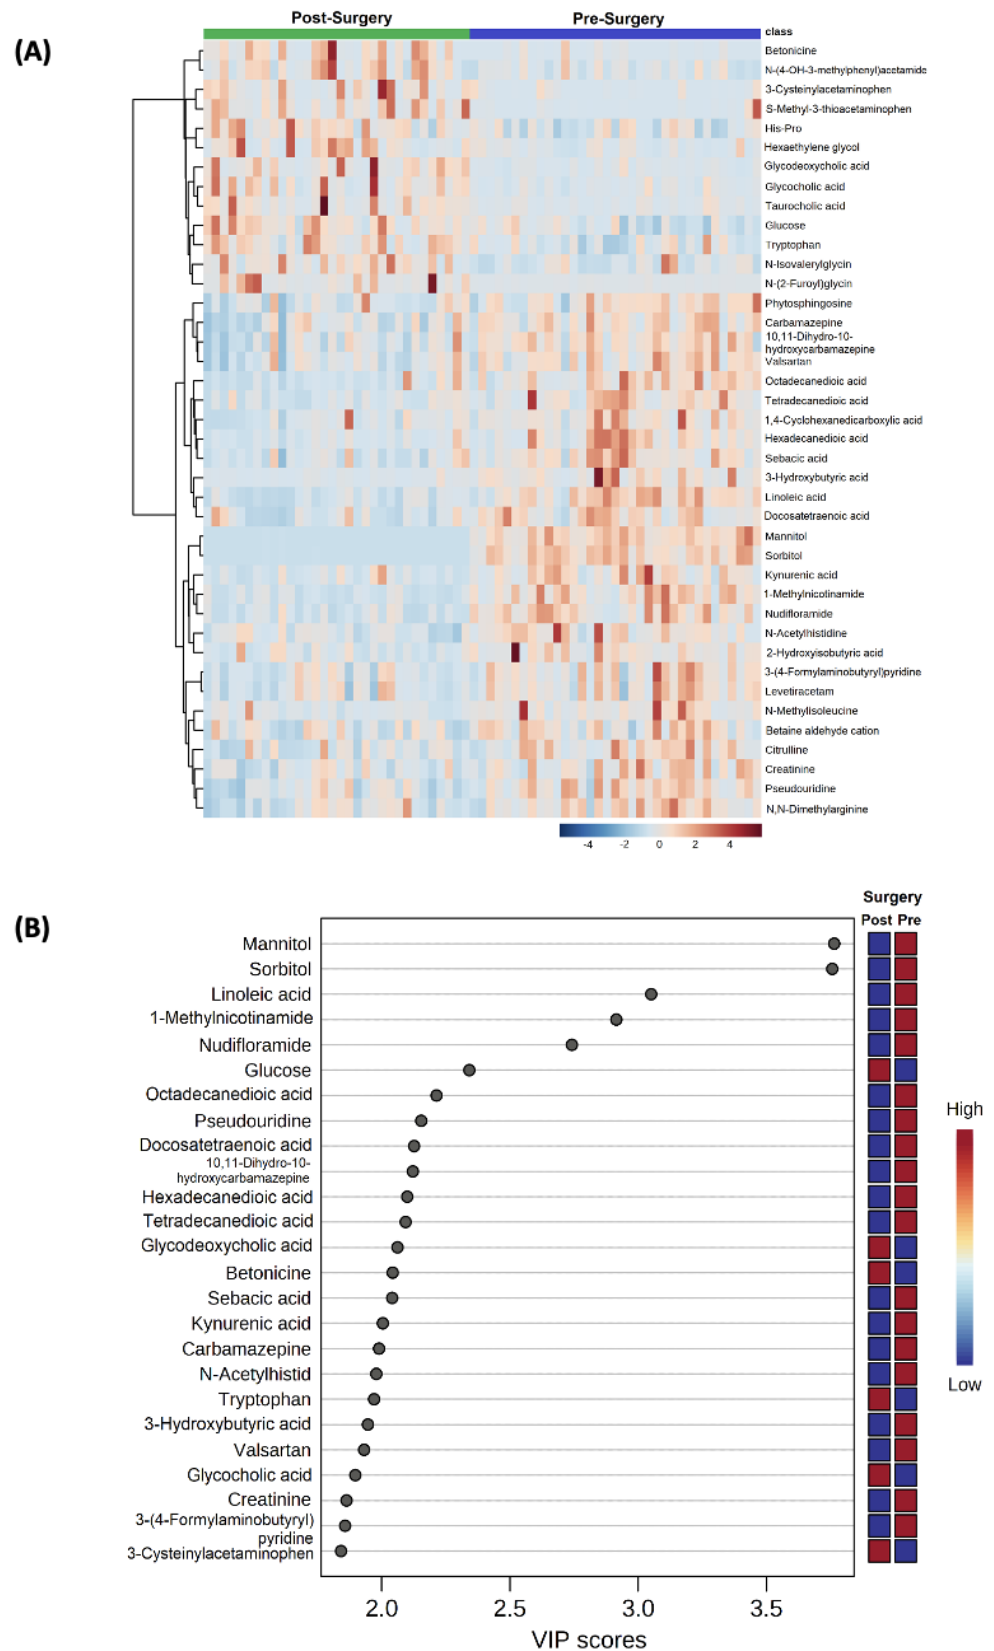 (A)
Post-Surgery Pre-Surgery
class
Betonicine
N-(4-OH-3-methylphenyl)acetamide
3-Cysteinylacetaminophen
S-Methyl-3-thioacetaminophen
His-Pro
Hexaethylene glycol
Glycodeoxycholic acid
Glycocholic acid
Taurocholic acid
Glucose
Tryptophan
N-Isovalerylglycin
N-(2-Furoyl)glycin
Phytosphingosine
Carbamazepine
10,11-Dihydro-10-
hydroxycarbamazepine
Valsartan
Octadecanedioic acid
Tetradecanedioic acid
1,4-Cyclohexanedicarboxylic acid
Hexadecanedioic acid
Sebacic acid
3-Hydroxybutyric acid
Linoleic acid
Docosatetraenoic acid
Mannitol
Sorbitol
Kynurenic acid
1-Methylnicotinamide
Nudifloramide
N-Acetylhistidine
2-Hydroxyisobutyric acid
3-(4-Formylaminobutyryl)pyridine
Levetiracetam
N-Methylisoleucine
Betaine aldehyde cation
Citrulline
Creatinine
Pseudouridine
N,N-Dimethylarginine
-4 -2 0 2 4
(B)
Surgery
Post Pre
Mannitol
Sorbitol
Linoleic acid
1-Methylnicotinamide
Nudifloramide
Glucose
Octadecanedioic acid
Pseudouridine
Docosatetraenoic acid
10,11-Dihydro-10-
hydroxycarbamazepine
Hexadecanedioic acid
Tetradecanedioic acid
Glycodeoxycholic acid
Betonicine
Sebacic acid
Kynurenic acid
Carbamazepine
N-Acetylhistid
Tryptophan
3-Hydroxybutyric acid
Valsartan
Glycocholic acid
Creatinine
3-(4-Formylaminobutyryl)
pyridine
3-Cysteinylacetaminophen
High
Low
2.0 2.5 3.0 3.5
VIP scores